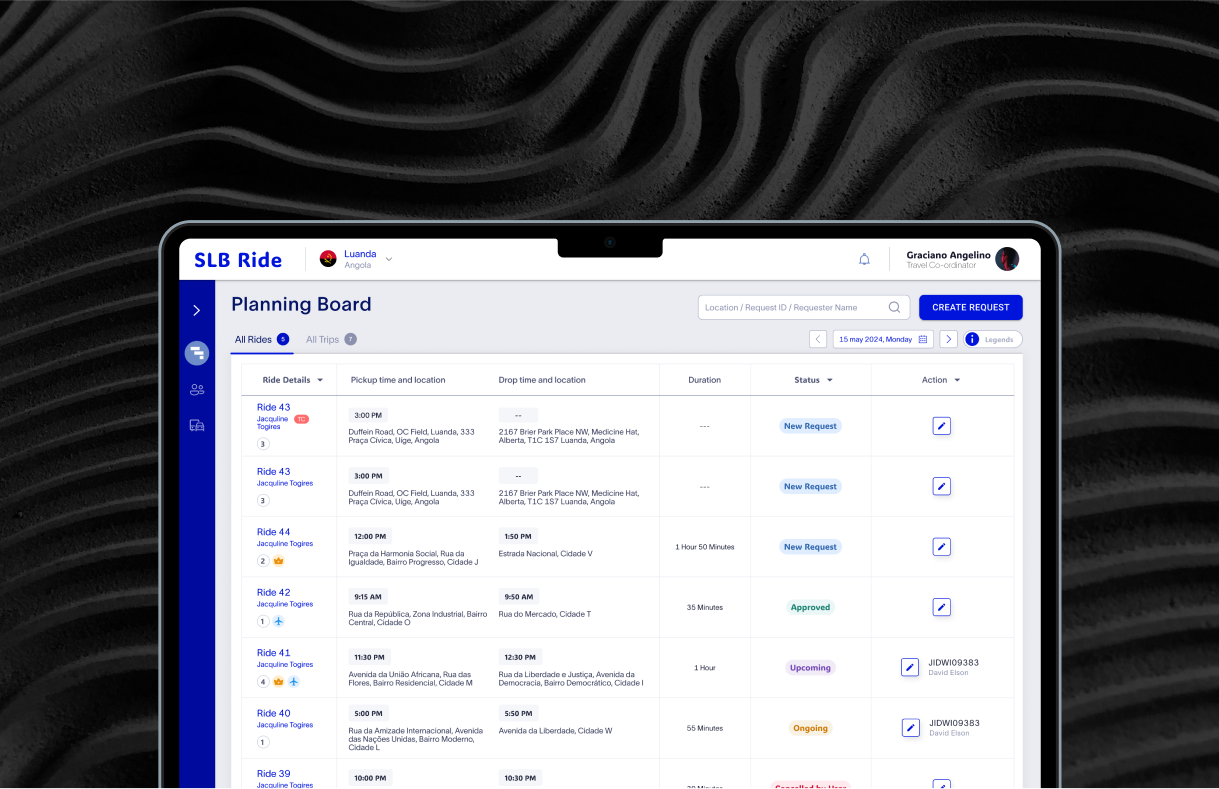 SLB Ride
Luanda
Angola
Graciano Angelino
Travel Co-ordinator
Planning Board
Location / Request ID / Requester Name
CREATE REQUEST
All Rides 5
All Trips 7
15 may 2024, Monday
i Legends
Ride Details
Pickup time and location
Drop time and location
Duration
Status
Action
Ride 43
Jacquline
Togires
TC
3
3:00 PM
Duffein Road, OC Field, Luanda, 333
Praça Cívica, Uige, Angola
--
2167 Brier Park Place NW, Medicine Hat,
Alberta, T1C 1S7 Luanda, Angola
---
New Request
Ride 43
Jacquline Togires
3
3:00 PM
Duffein Road, OC Field, Luanda, 333
Praça Cívica, Uige, Angola
--
2167 Brier Park Place NW, Medicine Hat,
Alberta, T1C 1S7 Luanda, Angola
---
New Request
Ride 44
Jacquline Togires
2
12:00 PM
Praça da Harmonia Social, Rua da
Igualdade, Bairro Progresso, Cidade J
1:50 PM
Estrada Nacional, Cidade V
1 Hour 50 Minutes
New Request
Ride 42
Jacquline Togires
1
9:15 AM
Rua da República, Zona Industrial, Bairro
Central, Cidade O
9:50 AM
Rua do Mercado, Cidade T
35 Minutes
Approved
Ride 41
Jacquline Togires
4
11:30 PM
Avenida da União Africana, Rua das
Flores, Bairro Residencial, Cidade M
12:30 PM
Rua da Liberdade e Justiça, Avenida da
Democracia, Bairro Democrático, Cidade I
1 Hour
Upcoming
JIDWI09383
David Elson
Ride 40
Jacquline Togires
1
5:00 PM
Rua da Amizade Internacional, Avenida
das Nações Unidas, Bairro Moderno,
Cidade L
5:50 PM
Avenida da Liberdade, Cidade W
55 Minutes
Ongoing
JIDWI09383
David Elson
Ride 39
Jacquline Togires
10:00 PM
10:30 PM
Cancelled by User